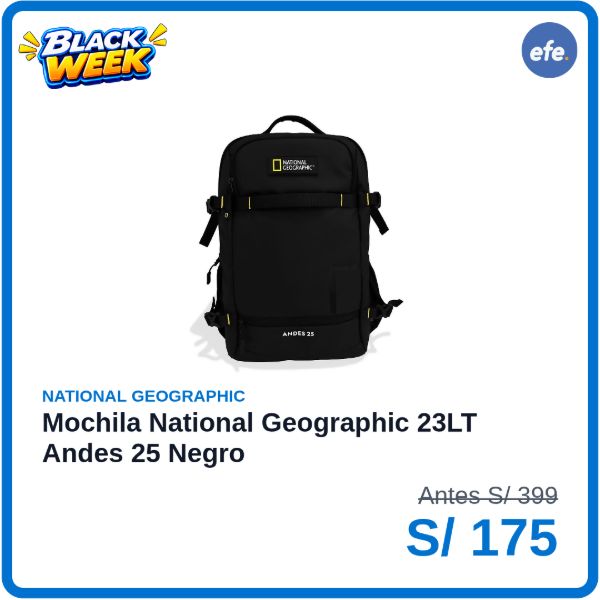 BLACK
WEEK
efe.
NATIONAL
GEOGRAPHIC
ANDES 25
NATIONAL GEOGRAPHIC
Mochila National Geographic 23LT
Andes 25 Negro
Antes S/ 399
S/ 175